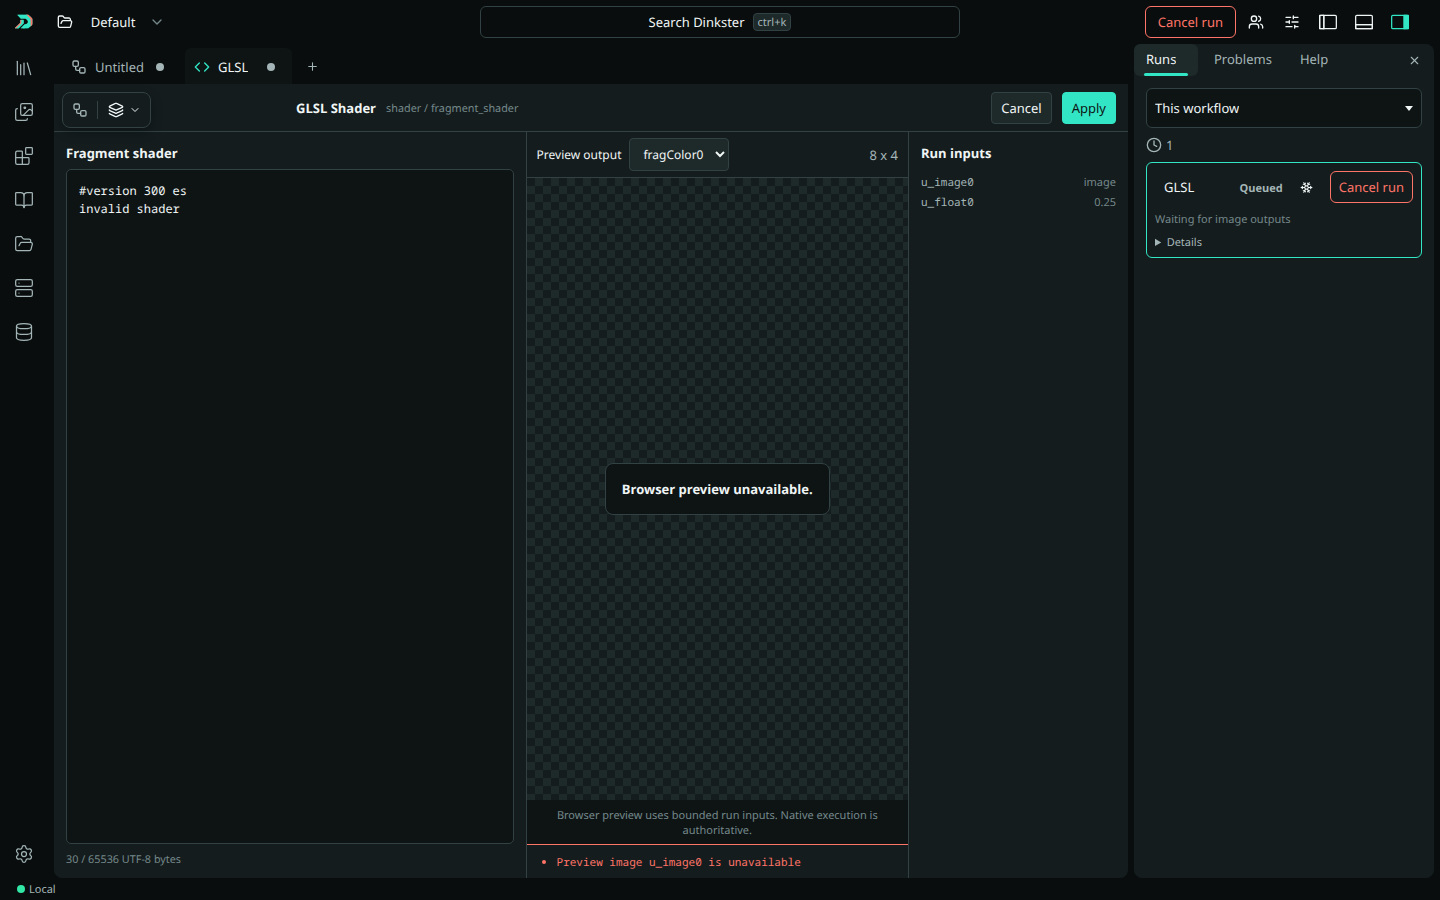 Default
Search Dinkster ctrl+k
Cancel run
Untitled
GLSL
Runs
Problems
Help
GLSL Shader shader / fragment_shader
Cancel
Apply
This workflow
1
Fragment shader
#version 300 es
invalid shader
30 / 65536 UTF-8 bytes
Preview output fragColor0 8 x 4
Browser preview unavailable.
Browser preview uses bounded run inputs. Native execution is
authoritative.
Preview image u_image0 is unavailable
Run inputs
u_image0 image
u_float0 0.25
GLSL Queued Cancel run
Waiting for image outputs
Details
Local